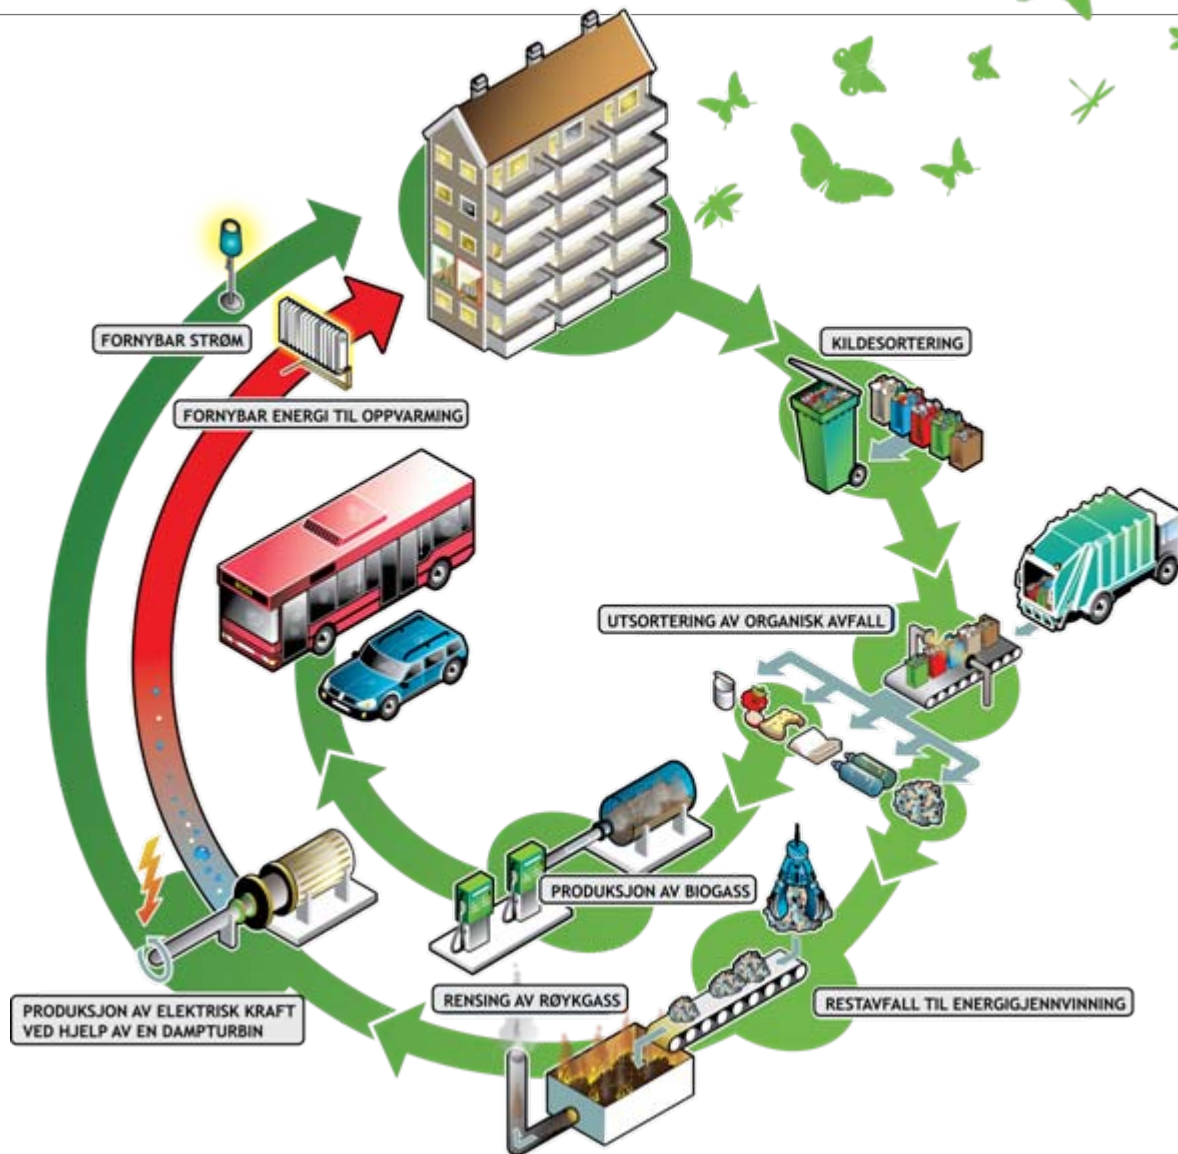 FORNYBAR STRØM
KILDESORTERING
FORNYBAR ENERGI TIL OPPVARMING
UTSORTERING AV ORGANISK AVFALL
PRODUKSJON AV BIOGASS
RENSING AV RØYKGASS
RESTAVFALL TIL ENERGIGJENNVINNING
PRODUKSJON AV ELEKTRISK KRAFT
VED HJELP AV EN DAMPTURBIN